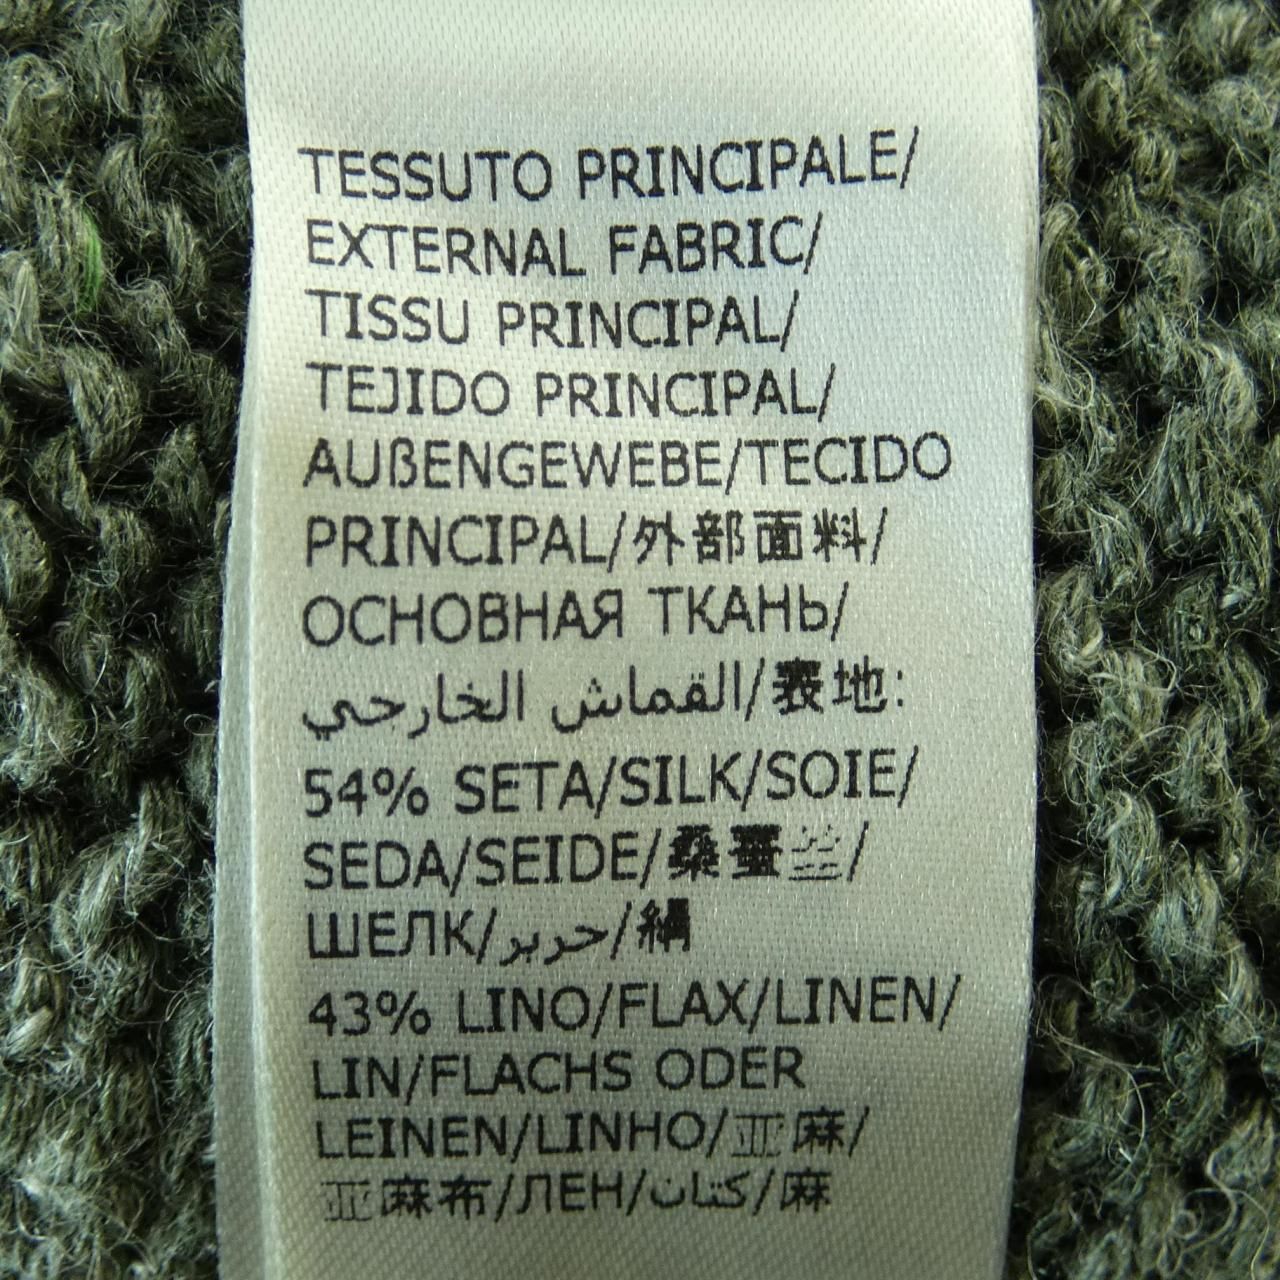 TESSUTO PRINCIPALE/
EXTERNAL FABRIC/
TISSU PRINCIPAL/
TEJIDO PRINCIPAL/
AUßENGEWEBE/TECIDO
PRINCIPAL/外部面料/
ОСНОВНАЯ ТКАНЬ/
القماش الخارجي/表地:
54% SETA/SILK/SOIE/
SEDA/SEIDE/桑蚕丝/
ШЕЛК/حرير/絹
43% LINO/FLAX/LINEN/
LIN/FLACHS ODER
LEINEN/LINHO/亚麻/
亚麻布/ЛЕН/كتان/麻